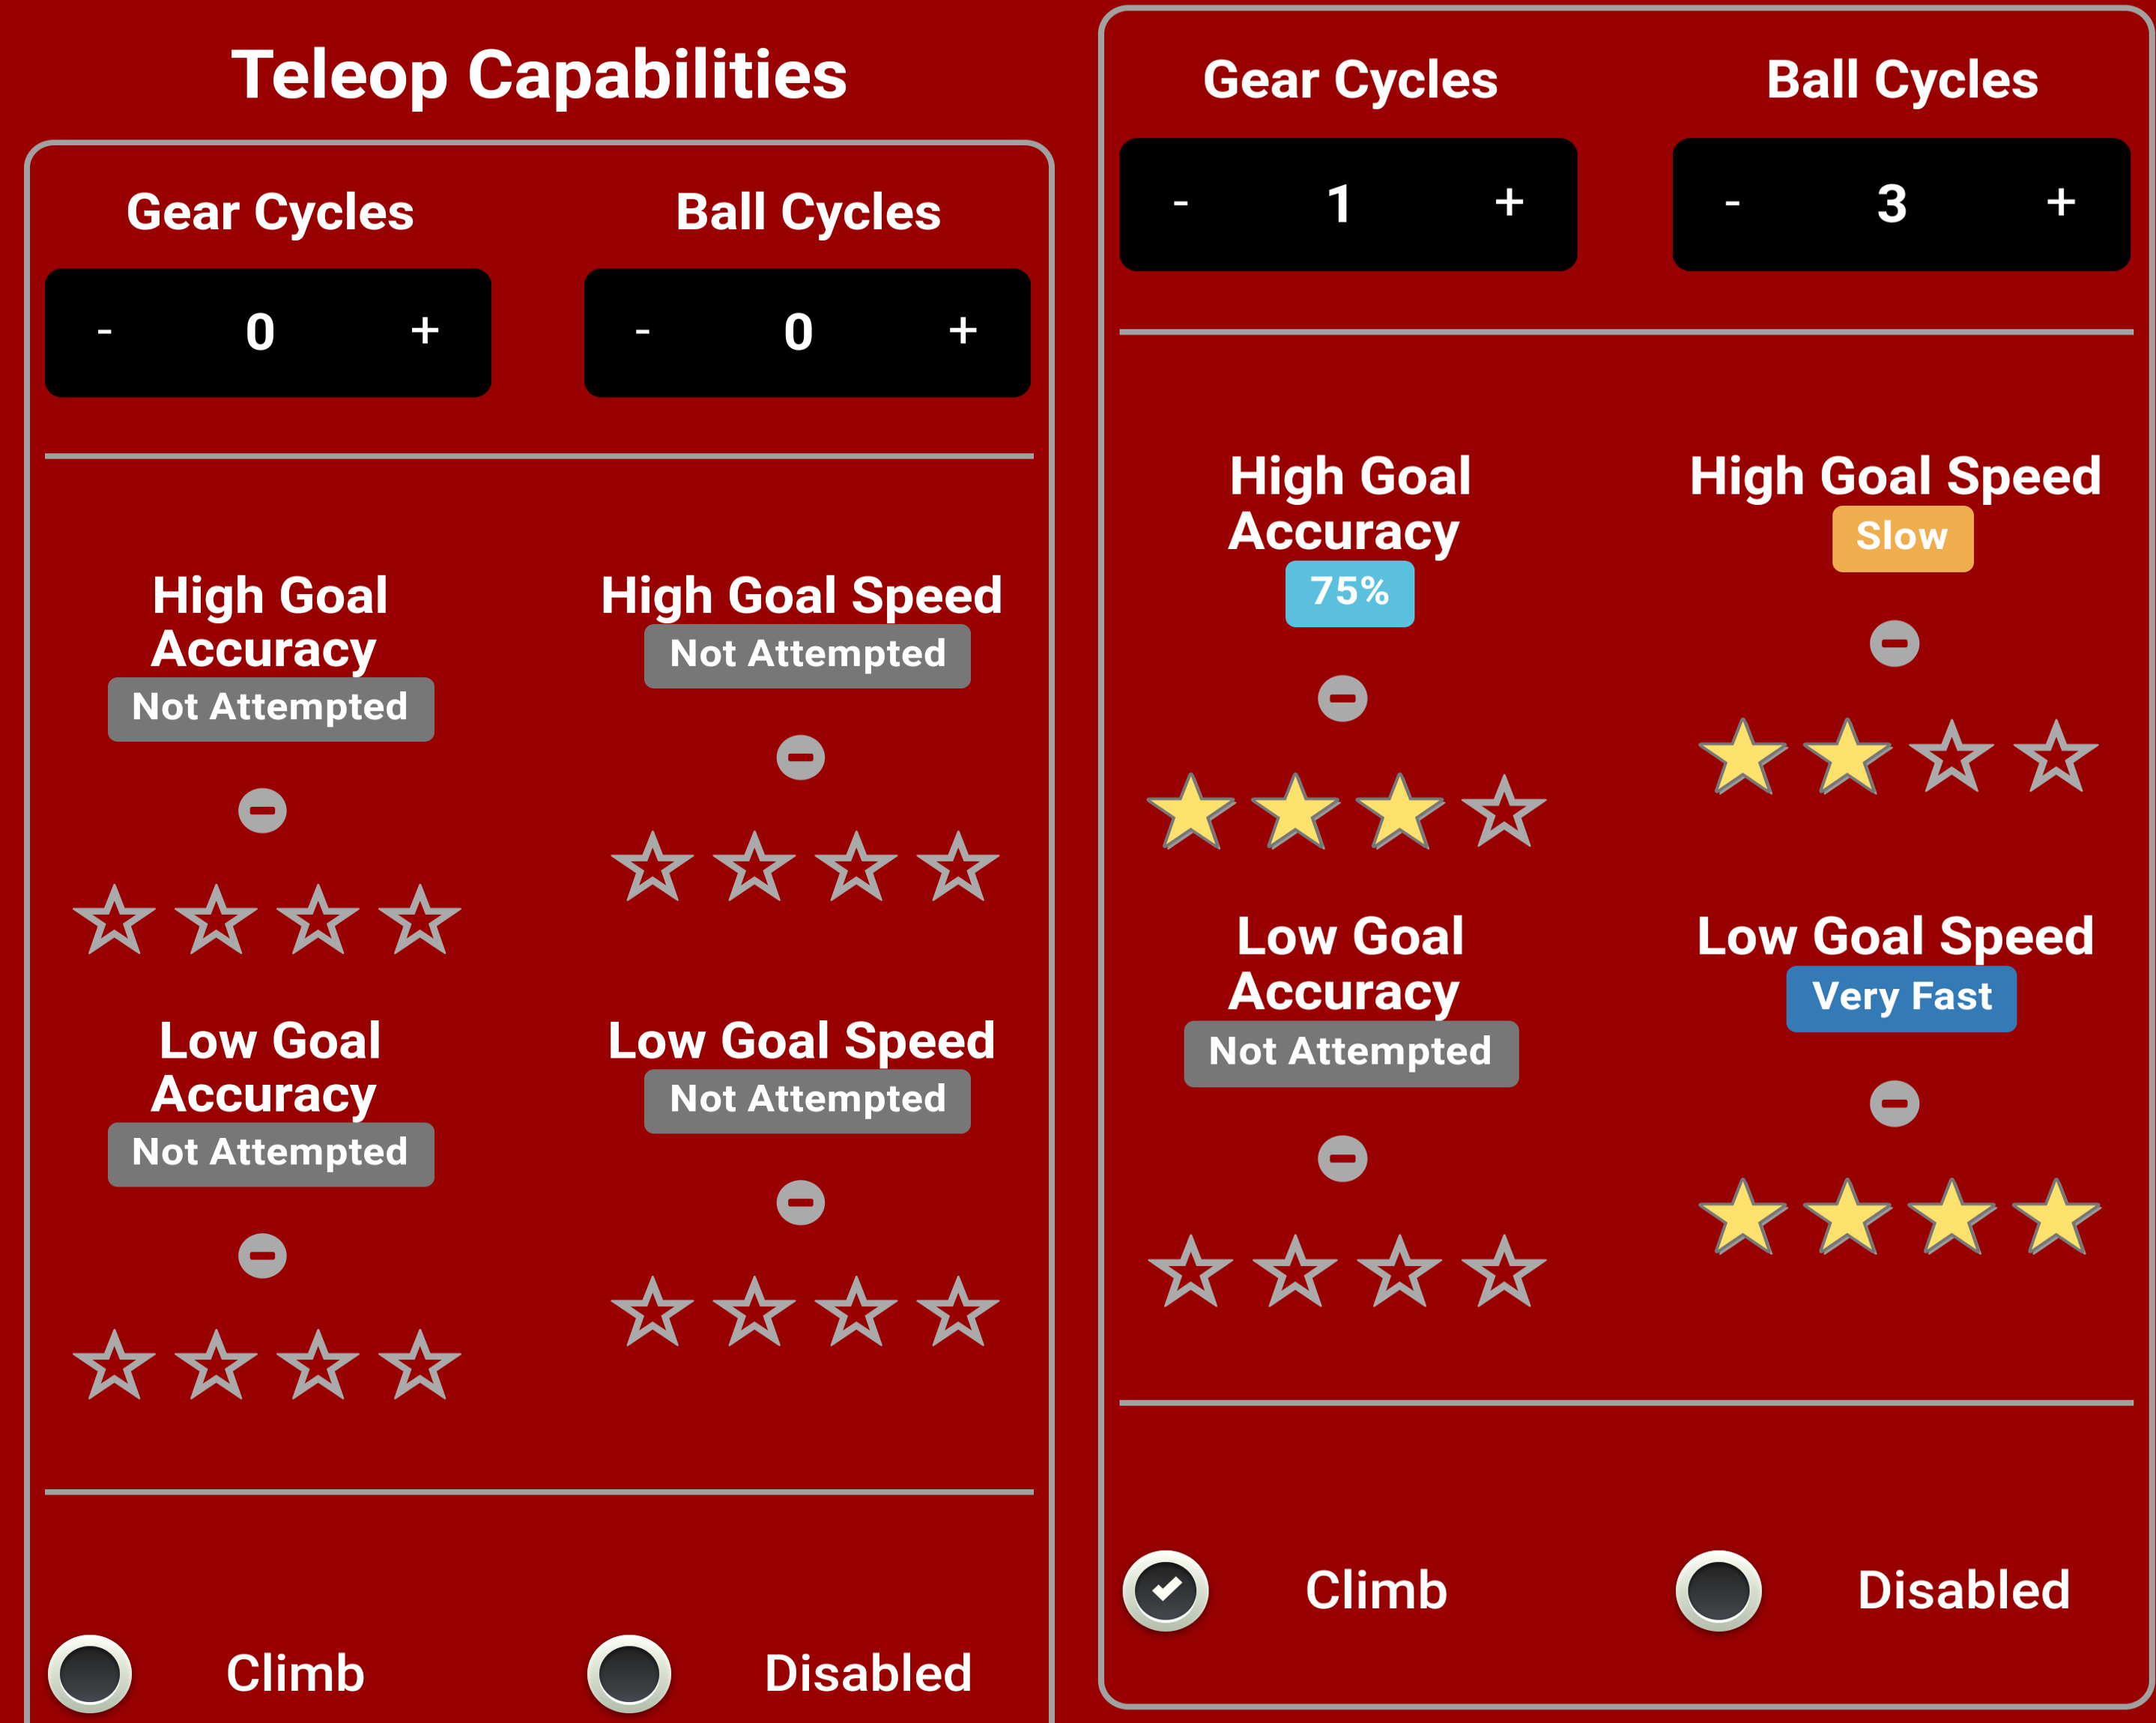 Teleop Capabilities
Gear Cycles
Ball Cycles
- 0 +
- 0 +
High Goal
Accuracy
Not Attempted
High Goal Speed
Not Attempted
Low Goal
Accuracy
Not Attempted
Low Goal Speed
Not Attempted
Climb
Disabled
Gear Cycles
Ball Cycles
- 1 +
- 3 +
High Goal
Accuracy
75%
High Goal Speed
Slow
Low Goal
Accuracy
Not Attempted
Low Goal Speed
Very Fast
Climb
Disabled